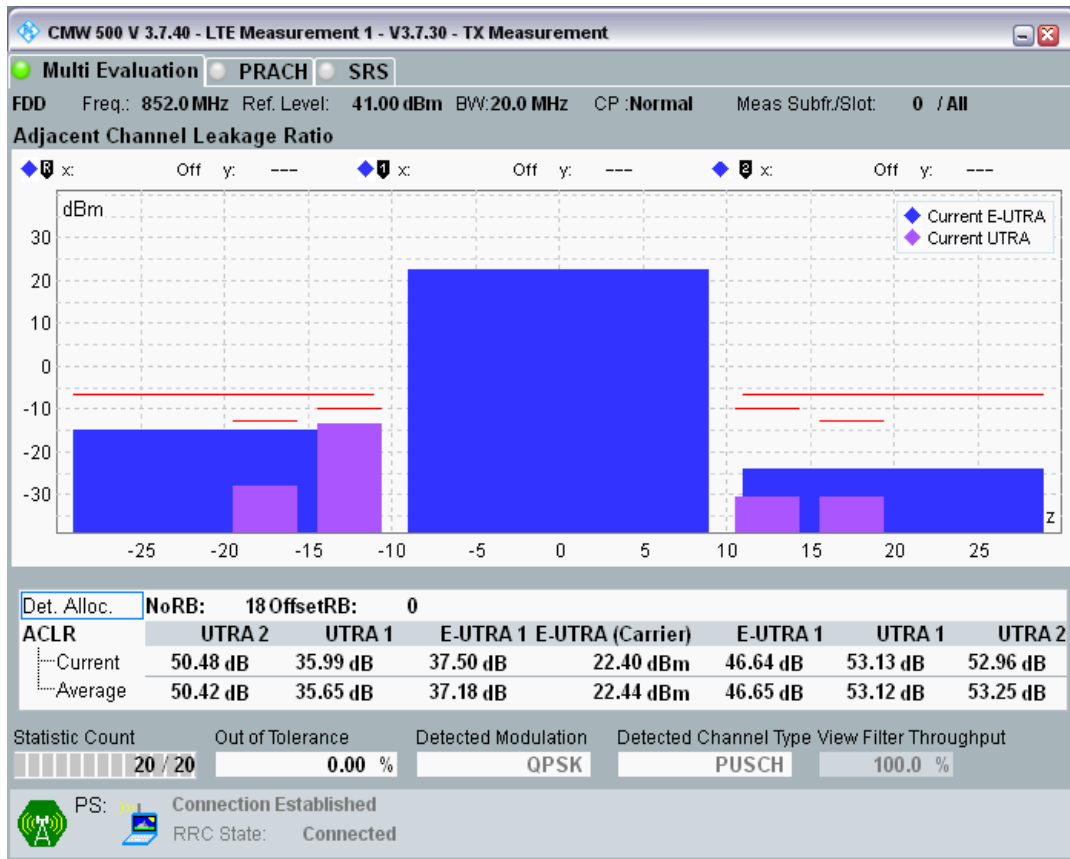 CMW 500 V 3.7.40 - LTE Measurement 1 - V3.7.30 - TX Measurement
Multi Evaluation PRACH SRS
FDD Freq.: 852.0 MHz Ref. Level: 41.00 dBm BW: 20.0 MHz CP : Normal Meas Subfr./Slot: 0 / All
Adjacent Channel Leakage Ratio
R x: Off y: --- 1 x: Off y: --- 2 x: Off y: ---
dBm
Current E-UTRA
Current UTRA
30
20
10
0
-10
-20
-30
z
-25 -20 -15 -10 -5 0 5 10 15 20 25
Det. Alloc. NoRB: 18 OffsetRB: 0
ACLR UTRA 2 UTRA 1 E-UTRA 1 E-UTRA (Carrier) E-UTRA 1 UTRA 1 UTRA 2
Current 50.48 dB 35.99 dB 37.50 dB 22.40 dBm 46.64 dB 53.13 dB 52.96 dB
Average 50.42 dB 35.65 dB 37.18 dB 22.44 dBm 46.65 dB 53.12 dB 53.25 dB
Statistic Count Out of Tolerance Detected Modulation Detected Channel Type View Filter Throughput
20 / 20 0.00 % QPSK PUSCH 100.0 %
PS: Connection Established
RRC State: Connected